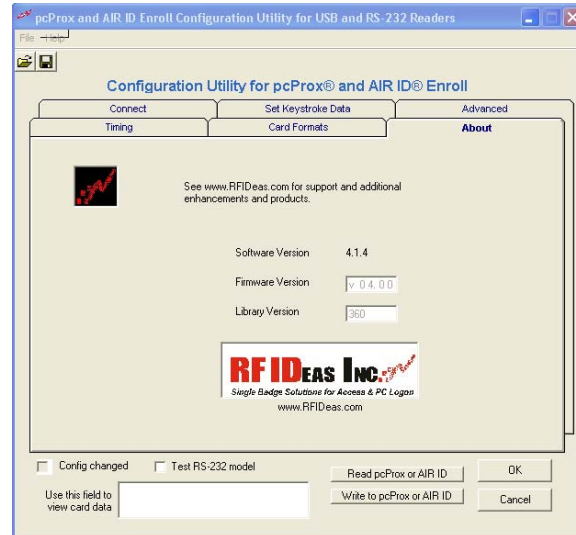 pcProx and AIR ID Enroll Configuration Utility for USB and RS-232 Readers
File Help
Configuration Utility for pcProx® and AIR ID® Enroll
Connect Set Keystroke Data Advanced
Timing Card Formats About
See www.RFIDeas.com for support and additional
enhancements and products.
Software Version 4.1.4
Firmware Version v 04.00
Library Version 360
RF IDEAS INC.
Single Badge Solutions for Access & PC Logon
www.RFIDeas.com
Config changed Test RS-232 model
Read pcProx or AIR ID OK
Use this field to
view card data
Write to pcProx or AIR ID Cancel